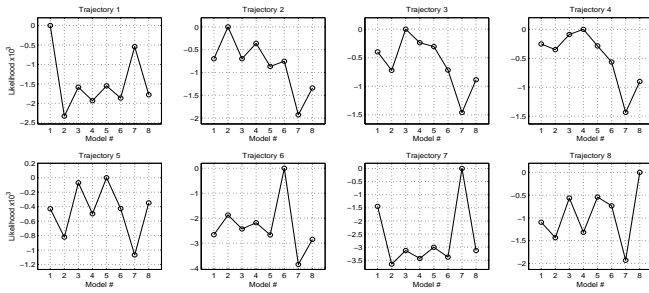 Trajectory 1
Trajectory 2
Trajectory 3
Trajectory 4
Likelihood x10³
0
−0.5
−1
−1.5
−2
−2.5
1 2 3 4 5 6 7 8
Model #
0
−0.5
−1
−1.5
−2
1 2 3 4 5 6 7 8
Model #
0
−0.5
−1
−1.5
1 2 3 4 5 6 7 8
Model #
0
−0.5
−1
−1.5
1 2 3 4 5 6 7 8
Model #
Trajectory 5
Trajectory 6
Trajectory 7
Trajectory 8
Likelihood x10³
0.2
0
−0.2
−0.4
−0.6
−0.8
−1
−1.2
1 2 3 4 5 6 7 8
Model #
0
−1
−2
−3
−4
1 2 3 4 5 6 7 8
Model #
0
−0.5
−1
−1.5
−2
−2.5
−3
−3.5
1 2 3 4 5 6 7 8
Model #
0
−0.5
−1
−1.5
−2
1 2 3 4 5 6 7 8
Model #